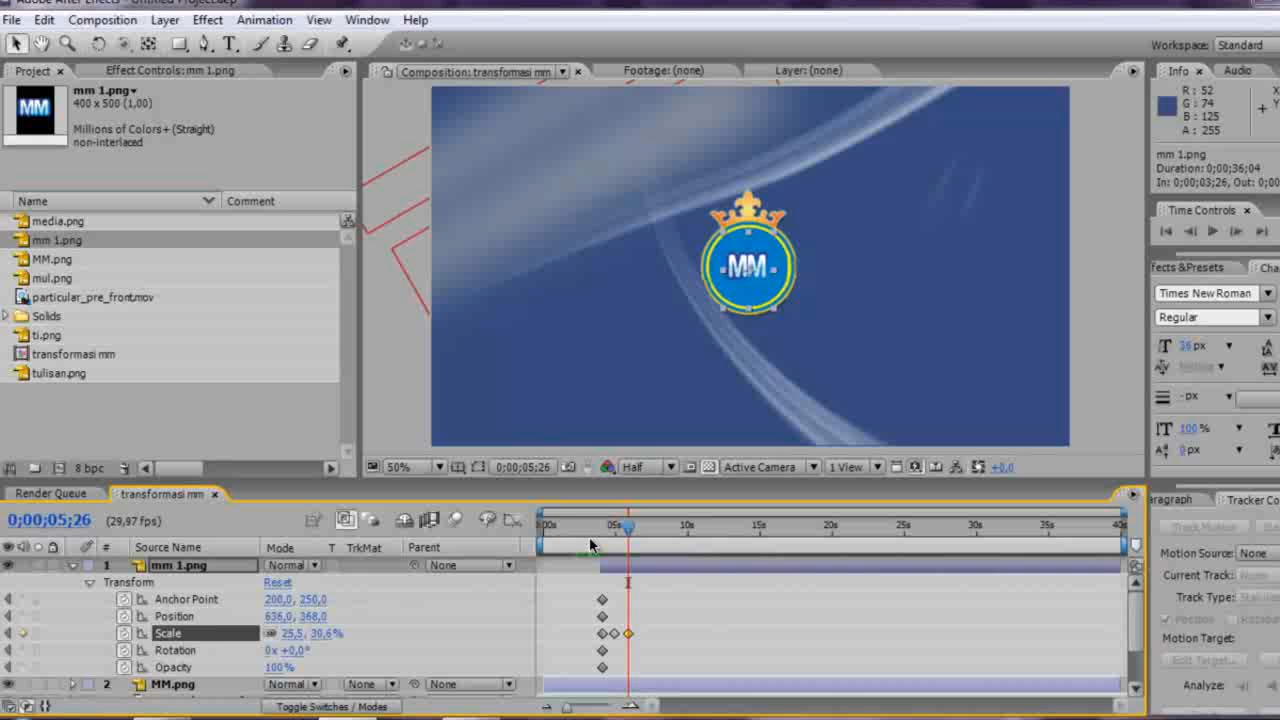 Adobe After Effects - Untitled Project.aep
File Edit Composition Layer Effect Animation View Window Help
Workspace: Standard
Project × Effect Controls: mm 1.png
Composition: transformasi mm × Footage: (none) Layer: (none)
Info × Audio
mm 1.png
400 x 500 (1,00)
Millions of Colors+ (Straight)
non-interlaced
MM
R : 52
G : 74
B : 125
A : 255
X
Y
mm 1.png
Duration: 0;00;36;04
In: 0;00;03;26, Out: 0;00
Name Comment
media.png
mm 1.png
MM.png
mul.png
particular_pre_front.mov
Solids
ti.png
transformasi mm
tulisan.png
MM
Time Controls ×
ffects &Presets Cha
Times New Roman
Regular
36 px
- px
100 %
0 px
8 bpc
50% 0;00;05;26 Half Active Camera 1 View +0,0
Render Queue transformasi mm ×
0;00;05;26 (29,97 fps)
00s 05s 10s 15s 20s 25s 30s 35s 40s
# Source Name Mode T TrkMat Parent
1 mm 1.png Normal None
Transform Reset
Anchor Point 200,0, 250,0
Position 636,0, 368,0
Scale 25,5, 30,6%
Rotation 0x +0,0°
Opacity 100 %
2 MM.png Normal None None
Toggle Switches / Modes
aragraph Tracker Co
Track Motion
Motion Source: None
Current Track:
Track Type:
Position
Motion Target:
Edit Target...
Analyze: